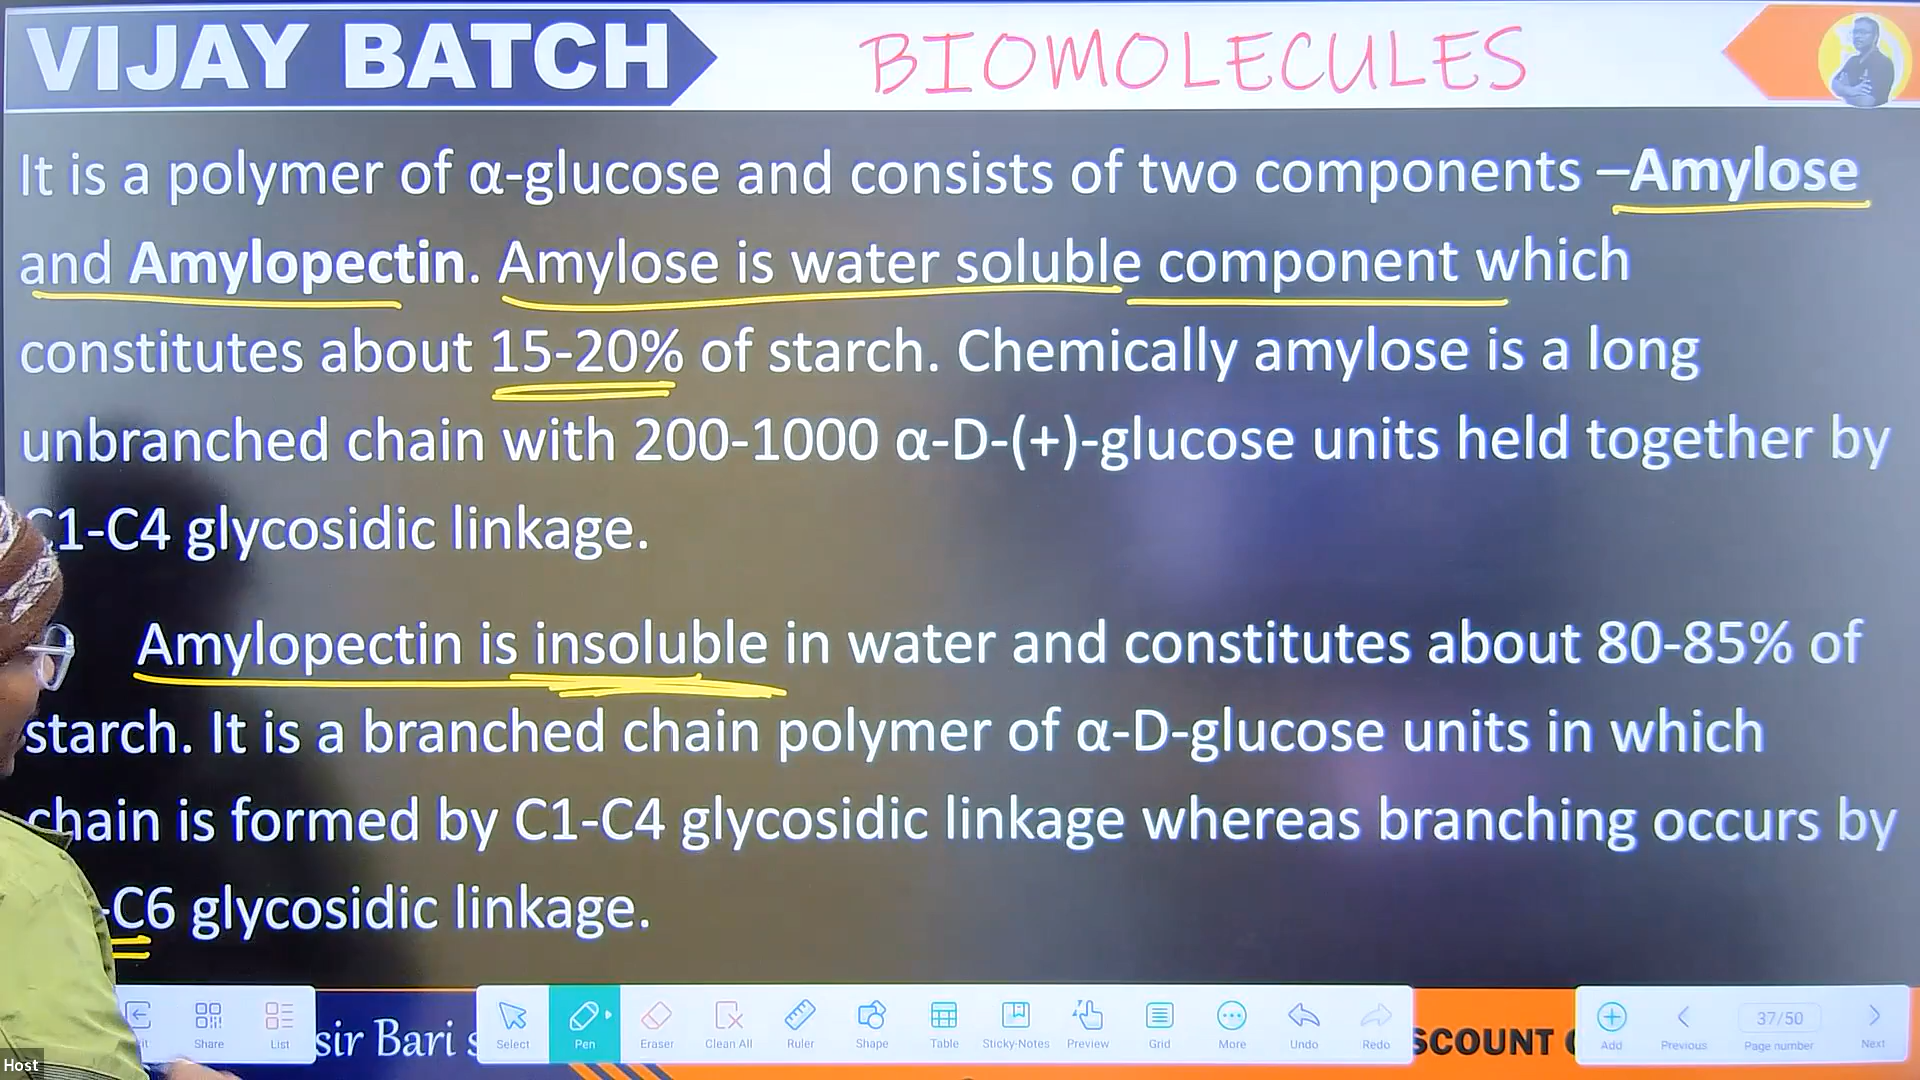 VIJAY BATCH
BIOMOLECULES
It is a polymer of α-glucose and consists of two components –Amylose
and Amylopectin. Amylose is water soluble component which
constitutes about 15-20% of starch. Chemically amylose is a long
unbranched chain with 200-1000 α-D-(+)-glucose units held together by
C1-C4 glycosidic linkage.
Amylopectin is insoluble in water and constitutes about 80-85% of
starch. It is a branched chain polymer of α-D-glucose units in which
chain is formed by C1-C4 glycosidic linkage whereas branching occurs by
-C6 glycosidic linkage.
Share List sir Bari s Select Pen Eraser Clean All Ruler Shape Table Sticky-Notes Preview Grid More Undo Redo SCOUNT Add Previous 37/50 Page number Next
Host